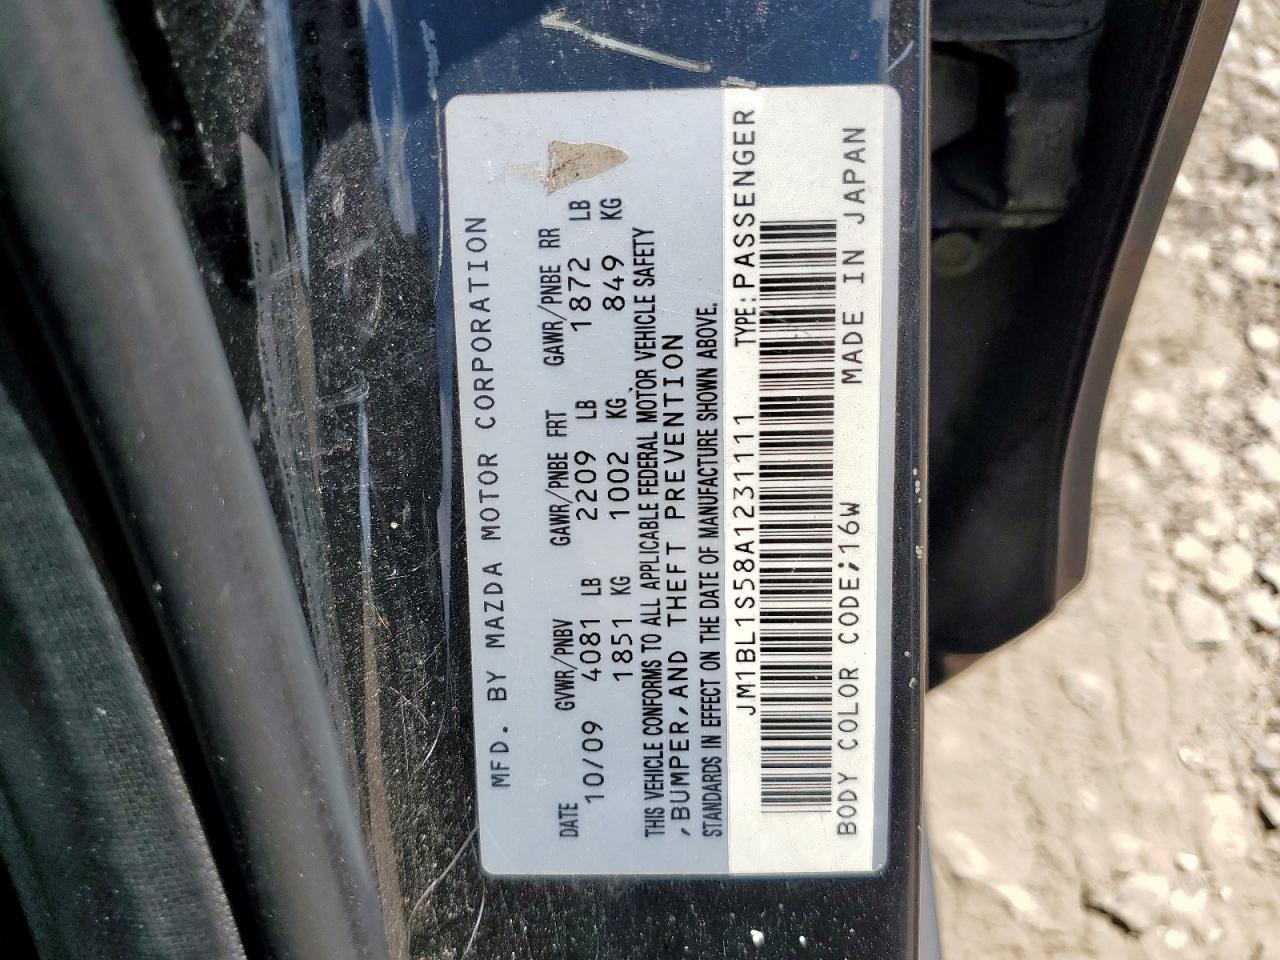 MFD. BY MAZDA MOTOR CORPORATION
DATE GVWR/PNBV GAWR/PNBE FRT GAWR/PNBE RR
10/09 4081 LB 2209 LB 1872 LB
1851 KG 1002 KG 849 KG
THIS VEHICLE CONFORMS TO ALL APPLICABLE FEDERAL MOTOR VEHICLE SAFETY
,BUMPER,AND THEFT PREVENTION
STANDARDS IN EFFECT ON THE DATE OF MANUFACTURE SHOWN ABOVE.
JM1BL1S58A1231111 TYPE:PASSENGER
BODY COLOR CODE;16W MADE IN JAPAN